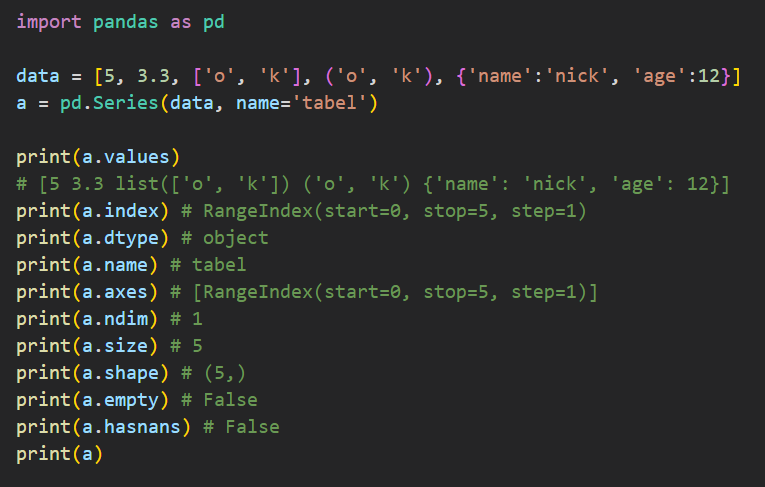 import pandas as pd
data = [5, 3.3, ['o', 'k'], ('o', 'k'), {'name':'nick', 'age':12}]
a = pd.Series(data, name='tabel')
print(a.values)
# [5 3.3 list(['o', 'k']) ('o', 'k') {'name': 'nick', 'age': 12}]
print(a.index) # RangeIndex(start=0, stop=5, step=1)
print(a.dtype) # object
print(a.name) # tabel
print(a.axes) # [RangeIndex(start=0, stop=5, step=1)]
print(a.ndim) # 1
print(a.size) # 5
print(a.shape) # (5,)
print(a.empty) # False
print(a.hasnans) # False
print(a)